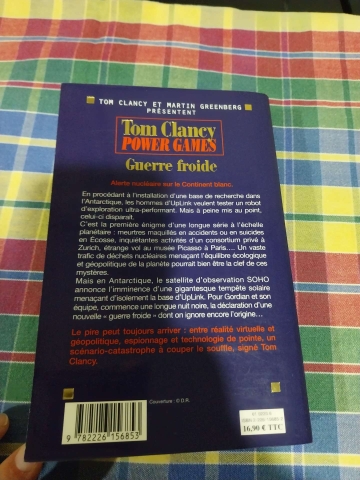 TOM CLANCY ET MARTIN GREENBERG
PRÉSENTENT
Tom Clancy
POWER GAMES
Guerre froide
Alerte nucléaire sur le Continent blanc.
En procédant à l'installation d'une base de recherche dans
l'Antarctique, les hommes d'UpLink veulent tester un robot
d'exploration ultra-performant. Mais à peine mis au point,
celui-ci disparaît.
C'est la première énigme d'une longue série à l'échelle
planétaire : meurtres maquillés en accidents ou en suicides
en Écosse, inquiétantes activités d'un consortium privé à
Zurich, étrange vol au musée Picasso à Paris.... Un vaste
trafic de déchets nucléaires menaçant l'équilibre écologique
et géopolitique de la planète pourrait bien être la clef de ces
mystères.
Mais en Antarctique, le satellite d'observation SOHO
annonce l'imminence d'une gigantesque tempête solaire
menaçant d'isolement la base d'UpLink. Pour Gordian et son
équipe, commence une longue nuit noire, la déclaration d'une
nouvelle « guerre froide » dont on ignore encore l'origine...
Le pire peut toujours arriver : entre réalité virtuelle et
géopolitique, espionnage et technologie de pointe, un
scénario-catastrophe à couper le souffle, signé Tom
Clancy.
Couverture : © D.R.
9 782226 156853
16,90 € TTC